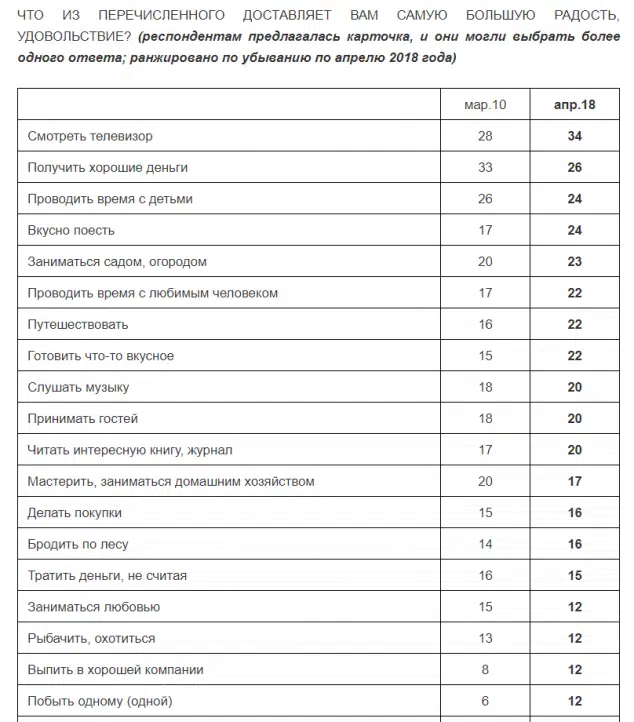 ЧТО ИЗ ПЕРЕЧИСЛЕННОГО ДОСТАВЛЯЕТ ВАМ САМУЮ БОЛЬШУЮ РАДОСТЬ,
УДОВОЛЬСТВИЕ? (респондентам предлагалась карточка, и они могли выбрать более
одного ответа; ранжировано по убыванию по апрелю 2018 года)
мар.10 апр.18
Смотреть телевизор 28 34
Получить хорошие деньги 33 26
Проводить время с детьми 26 24
Вкусно поесть 17 24
Заниматься садом, огородом 20 23
Проводить время с любимым человеком 17 22
Путешествовать 16 22
Готовить что-то вкусное 15 22
Слушать музыку 18 20
Принимать гостей 18 20
Читать интересную книгу, журнал 17 20
Мастерить, заниматься домашним хозяйством 20 17
Делать покупки 15 16
Бродить по лесу 14 16
Тратить деньги, не считая 16 15
Заниматься любовью 15 12
Рыбачить, охотиться 13 12
Выпить в хорошей компании 8 12
Побыть одному (одной) 6 12